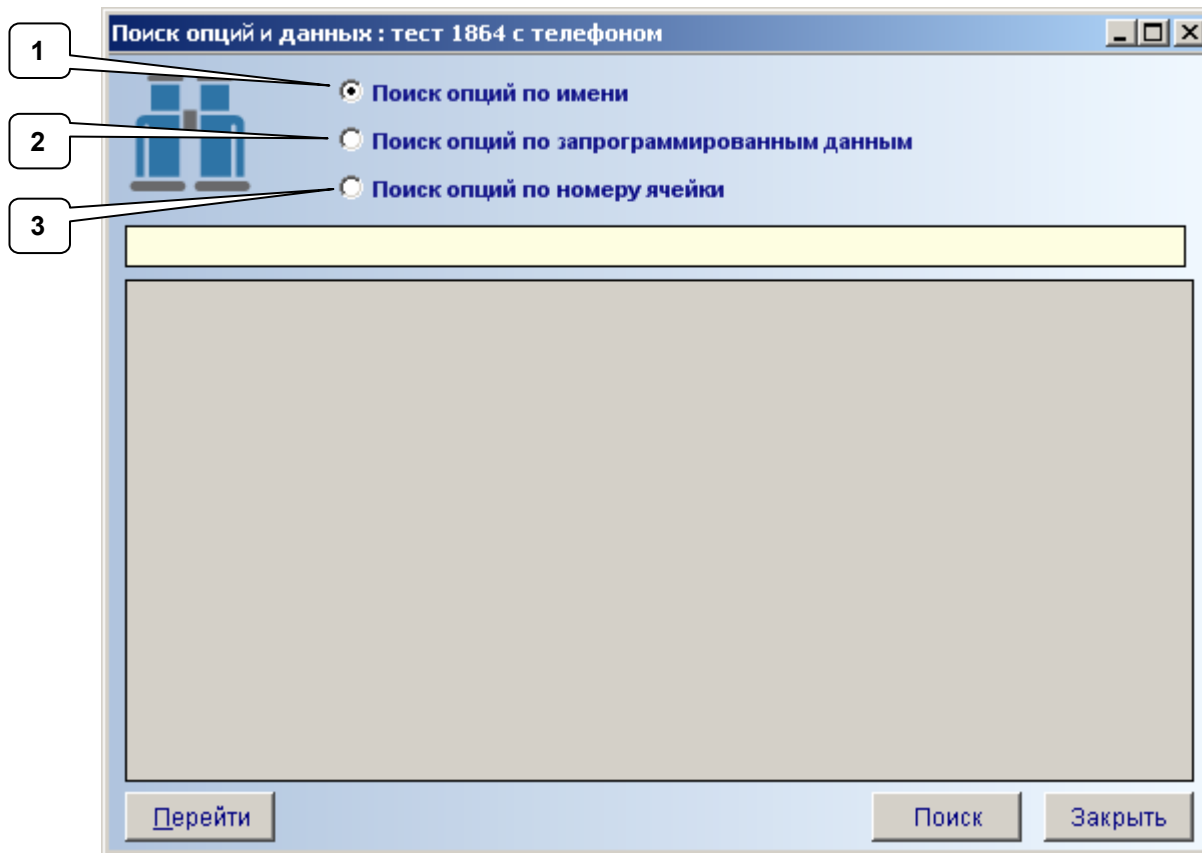 Поиск опций и данных : тест 1864 с телефоном
1
Поиск опций по имени
2
Поиск опций по запрограммированным данным
3
Поиск опций по номеру ячейки
Перейти
Поиск
Закрыть